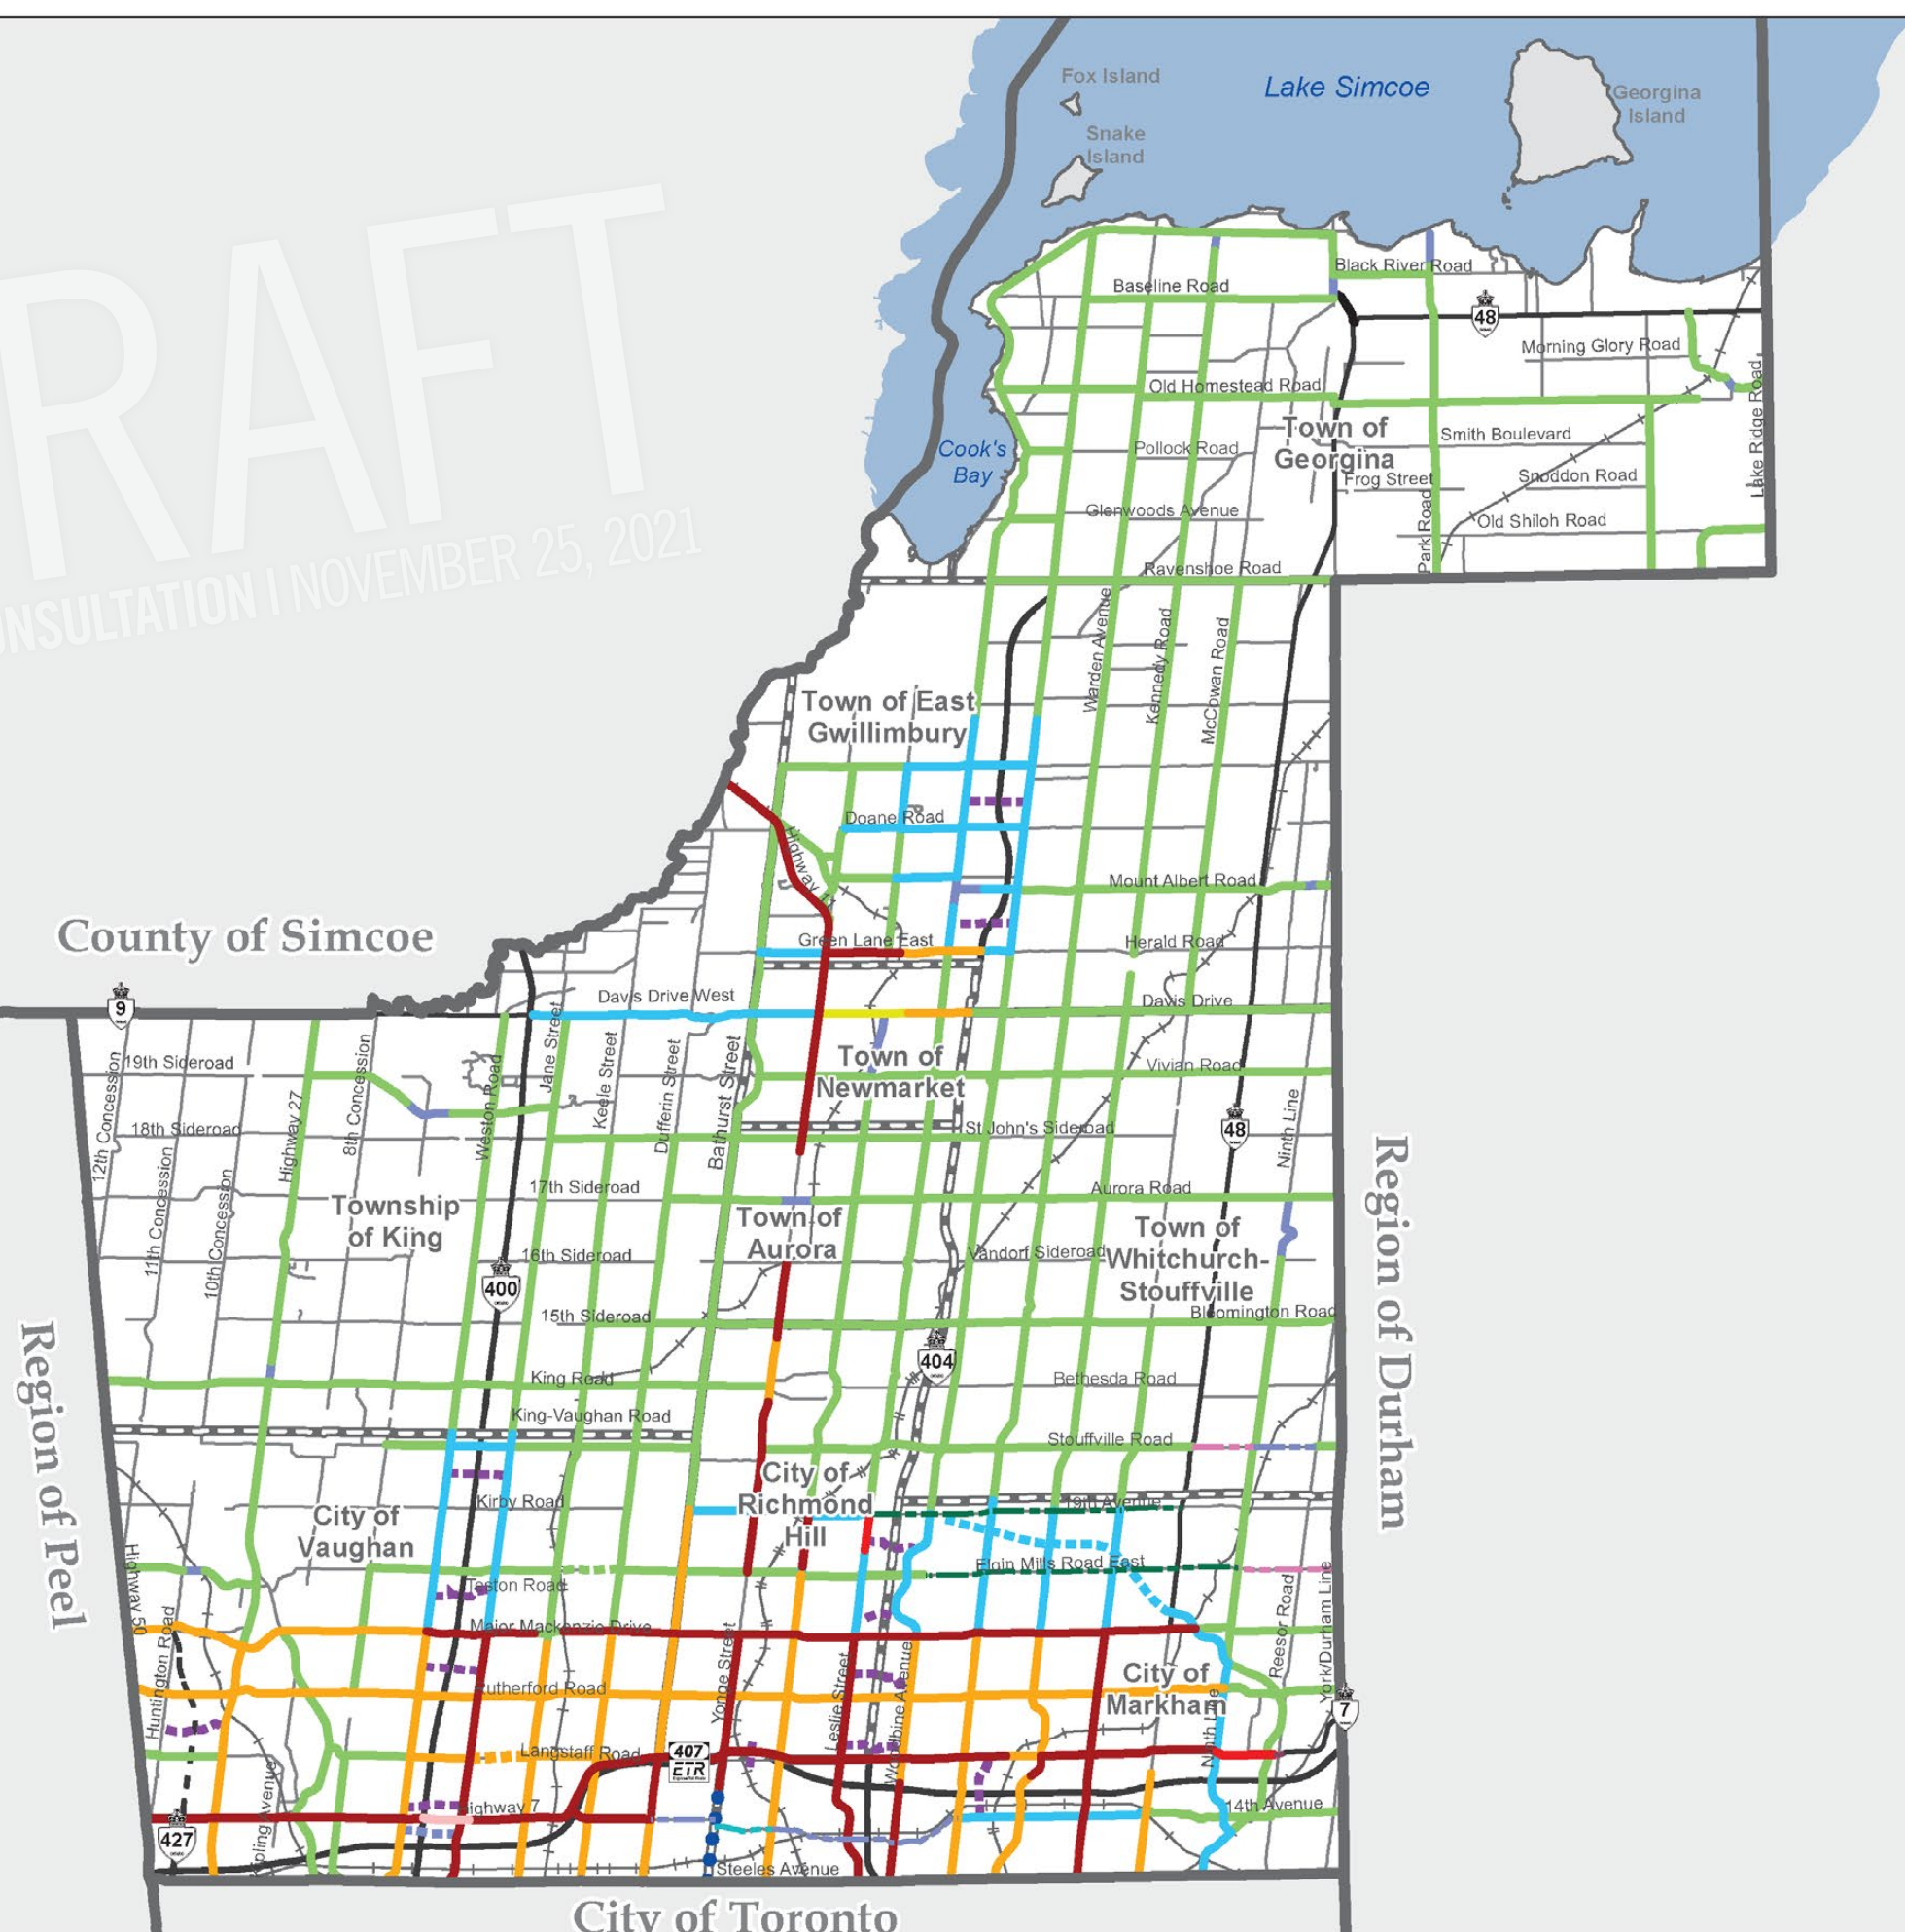 Fox Island
Lake Simcoe
Georgina
Island
Snake
Island
RAFT
NSULTATION | NOVEMBER 25, 2021
Black River Road
Baseline Road
48
Morning Glory Road
Old Homestead Road
Lake Ridge Road
Town of
Georgina
Smith Boulevard
Cook's
Bay
Pollock Road
Frog Street
Snoddon Road
Glenwoods Avenue
Old Shiloh Road
Park Road
Ravenshoe Road
Warden Avenue
Kennedy Road
McCowan Road
Town of East
Gwillimbury
Doane Road
Highway
Mount Albert Road
County of Simcoe
Green Lane East
Herald Road
9
Davis Drive West
Davis Drive
19th Sideroad
12th Concession
8th Concession
Jane Street
Keele Street
Dufferin Street
Bathurst Street
Weston Road
Town of
Newmarket
Vivian Road
Highway 27
18th Sideroad
St John's Sideroad
48
Ninth Line
11th Concession
10th Concession
17th Sideroad
Aurora Road
Township
of King
Town of
Aurora
Town of
Whitchurch-
Stouffville
16th Sideroad
Vandorf Sideroad
400
15th Sideroad
Bloomington Road
Region of Durham
Region of Peel
404
King Road
Bethesda Road
King-Vaughan Road
Stouffville Road
City of
Richmond
Hill
Kirby Road
19th Avenue
City of
Vaughan
Highway 50
Elgin Mills Road East
Teston Road
Major Mackenzie Drive
Huntington Road
Yonge Street
Leslie Street
Woodbine Avenue
Reesor Road
York/Durham Line
City of
Markham
Rutherford Road
Ninth Line
7
Langstaff Road
407
ETR
Highway 7
14th Avenue
427
Steeles Avenue
City of Toronto